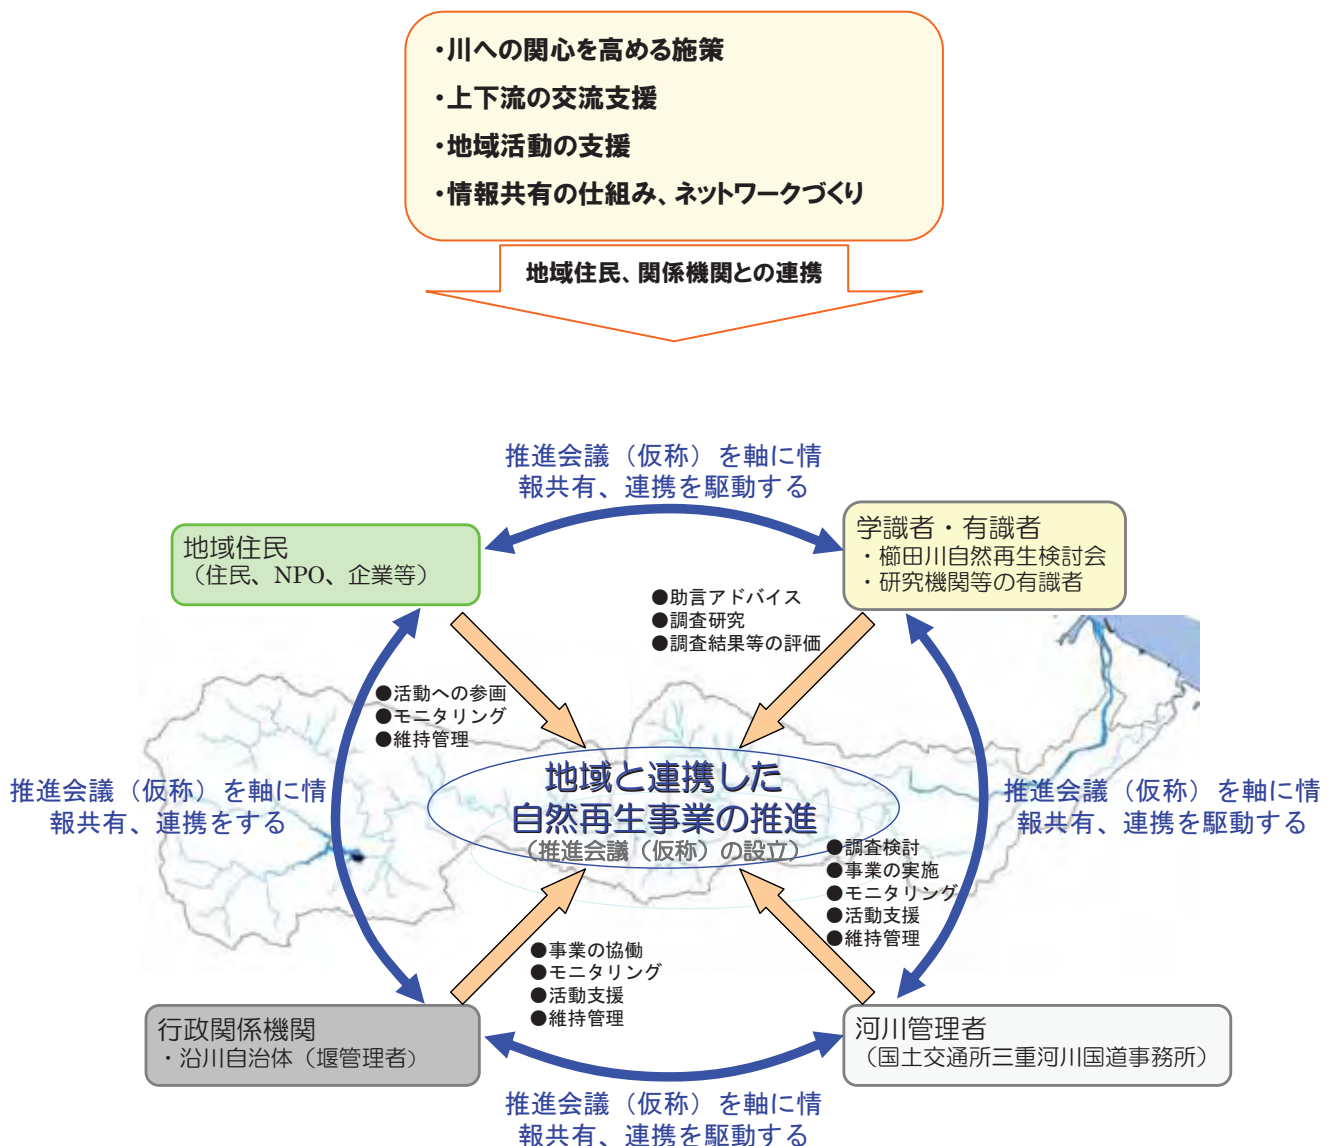 ・川への関心を高める施策
・上下流の交流支援
・地域活動の支援
・情報共有の仕組み、ネットワークづくり
地域住民、関係機関との連携
推進会議（仮称）を軸に情
報共有、連携を駆動する
地域住民
（住民、NPO、企業等）
学識者・有識者
・櫛田川自然再生検討会
・研究機関等の有識者
●助言アドバイス
●調査研究
●調査結果等の評価
●活動への参画
●モニタリング
●維持管理
推進会議（仮称）を軸に情
報共有、連携をする
地域と連携した
自然再生事業の推進
（推進会議（仮称）の設立）
推進会議（仮称）を軸に情
報共有、連携を駆動する
●調査検討
●事業の実施
●モニタリング
●活動支援
●維持管理
●事業の協働
●モニタリング
●活動支援
●維持管理
行政関係機関
・沿川自治体（堰管理者）
河川管理者
（国土交通所三重河川国道事務所）
推進会議（仮称）を軸に情
報共有、連携を駆動する